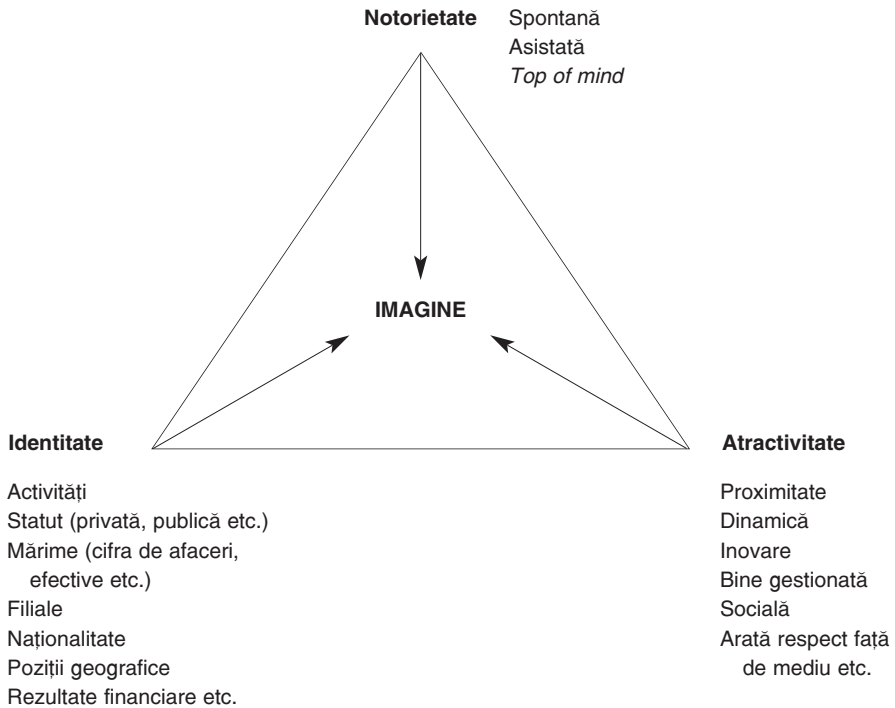 Notorietate
Spontană
Asistată
Top of mind
IMAGINE
Identitate
Activități
Statut (privată, publică etc.)
Mărime (cifra de afaceri,
efective etc.)
Filiale
Naționalitate
Poziții geografice
Rezultate financiare etc.
Atractivitate
Proximitate
Dinamică
Inovare
Bine gestionată
Socială
Arată respect față
de mediu etc.